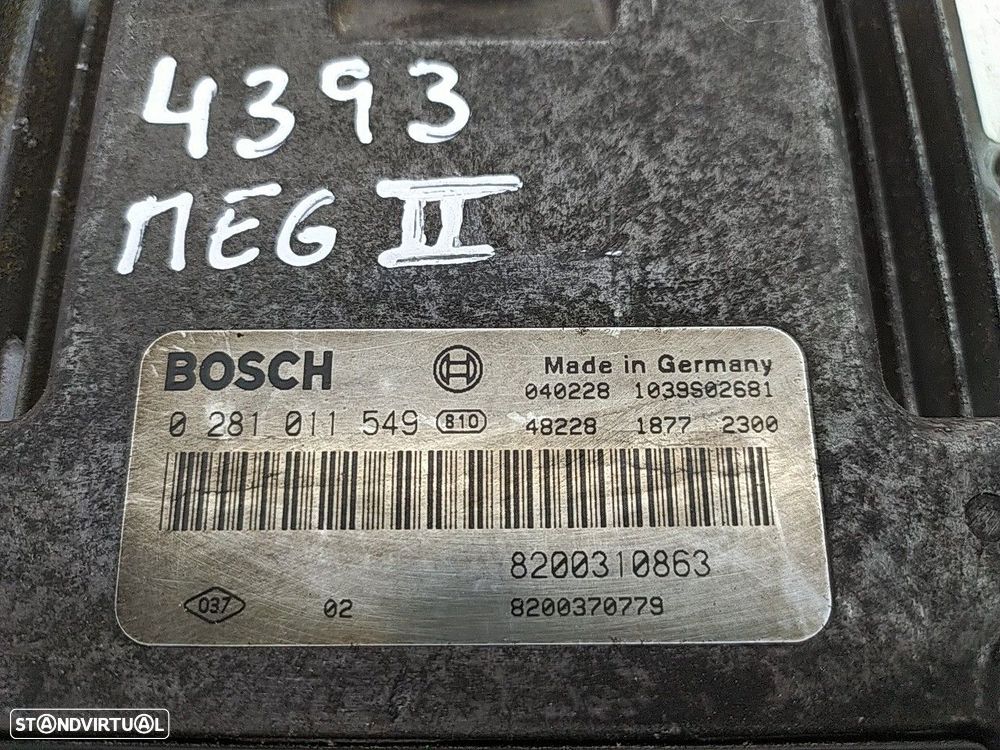 4393
MEG II
BOSCH Made in Germany
040228 1039S02681
0 281 011 549 810 48228 1877 2300
8200310863
037 02 8200370779
STANDVIRTUAL